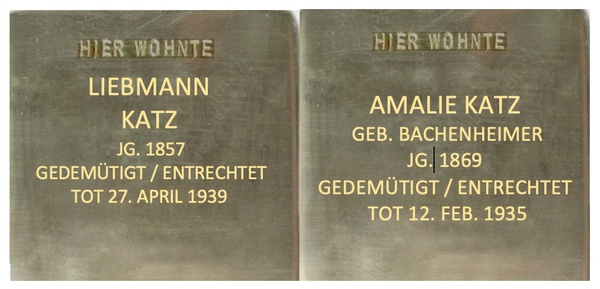 HIER WOHNTE
LIEBMANN
KATZ
JG. 1857
GEDEMÜTIGT / ENTRECHTET
TOT 27. APRIL 1939
HIER WOHNTE
AMALIE KATZ
GEB. BACHENHEIMER
JG. 1869
GEDEMÜTIGT / ENTRECHTET
TOT 12. FEB. 1935